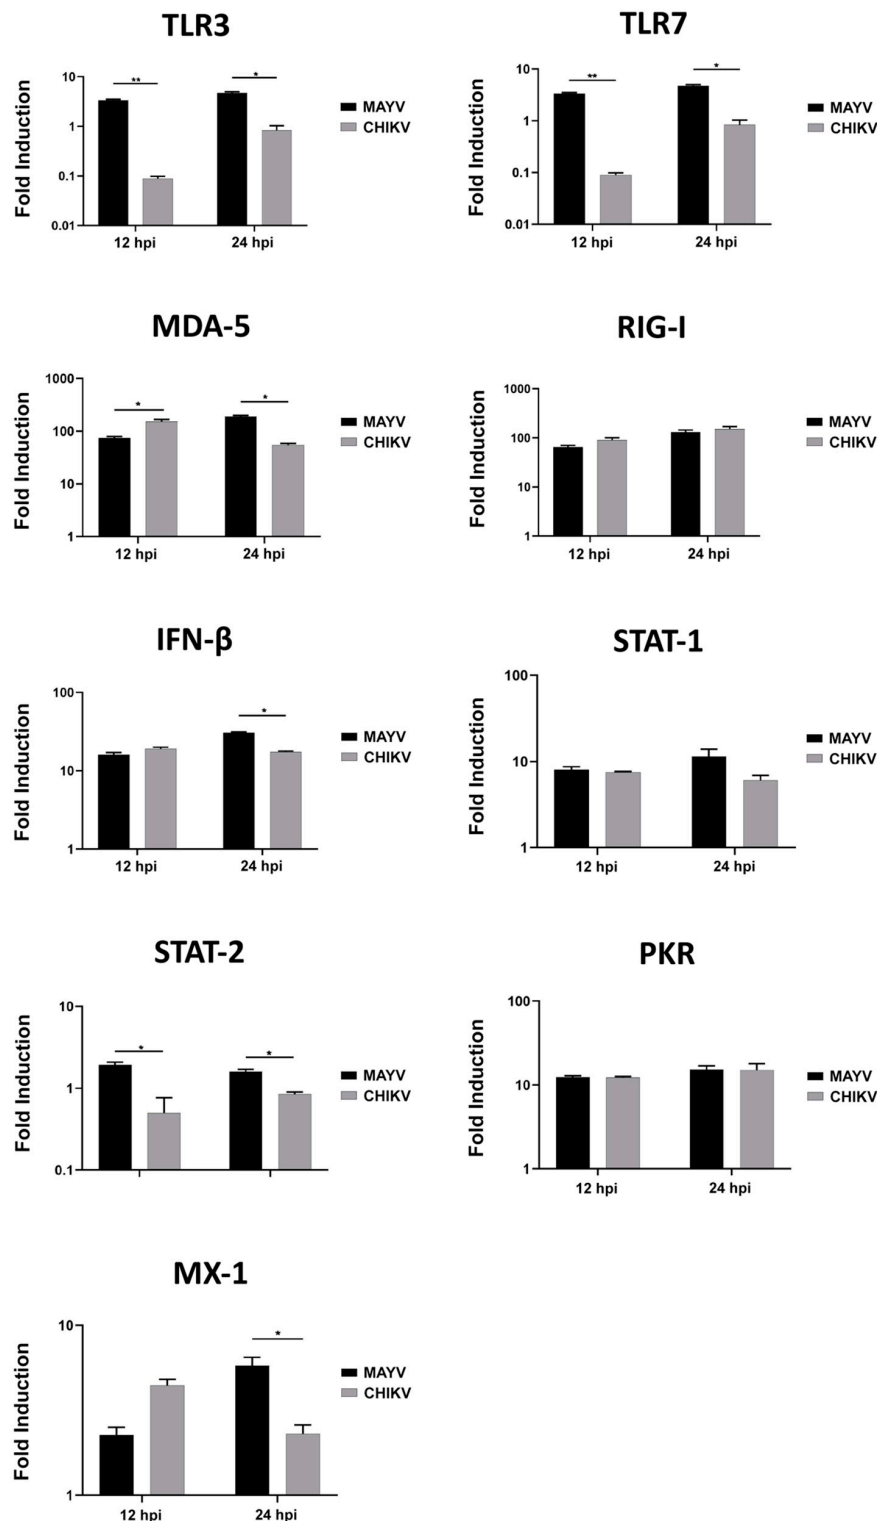 TLR3
Fold Induction
10
1
0.1
0.01
**
*
12 hpi
24 hpi
MAYV
CHIKV
TLR7
Fold Induction
10
1
0.1
0.01
**
*
12 hpi
24 hpi
MAYV
CHIKV
MDA-5
Fold Induction
1000
100
10
1
*
*
12 hpi
24 hpi
MAYV
CHIKV
RIG-I
Fold Induction
1000
100
10
1
12 hpi
24 hpi
MAYV
CHIKV
IFN-β
Fold Induction
100
10
1
*
12 hpi
24 hpi
MAYV
CHIKV
STAT-1
Fold Induction
100
10
1
12 hpi
24 hpi
MAYV
CHIKV
STAT-2
Fold Induction
10
1
0.1
*
*
MAYV
CHIKV
PKR
Fold Induction
100
10
1
12 hpi
24 hpi
MAYV
CHIKV
MX-1
Fold Induction
10
1
*
12 hpi
24 hpi
MAYV
CHIKV